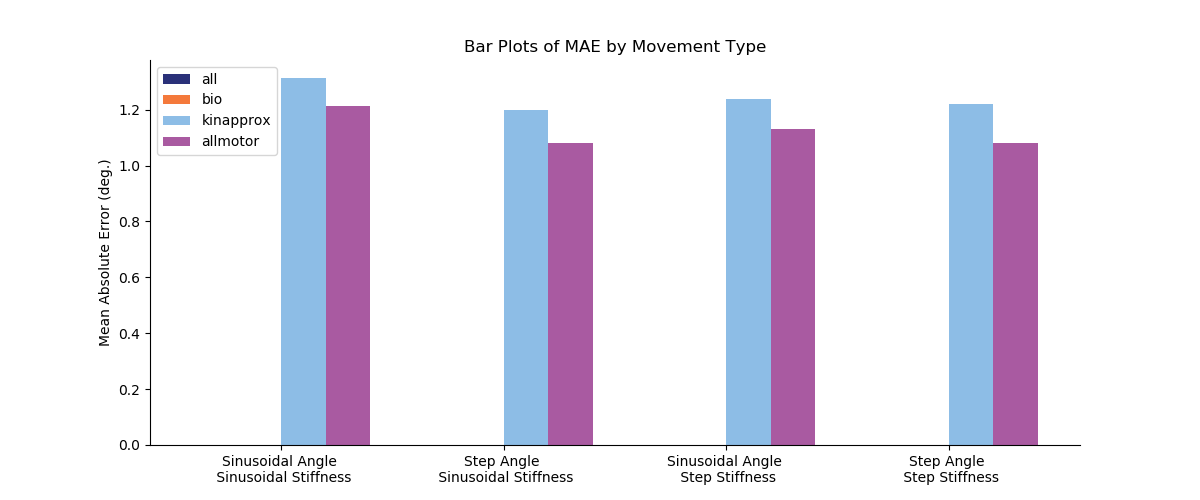 Bar Plots of MAE by Movement Type
all
bio
kinapprox
allmotor
Mean Absolute Error (deg.)
1.2
1.0
0.8
0.6
0.4
0.2
0.0
Sinusoidal Angle
Sinusoidal Stiffness
Step Angle
Sinusoidal Stiffness
Sinusoidal Angle
Step Stiffness
Step Angle
Step Stiffness